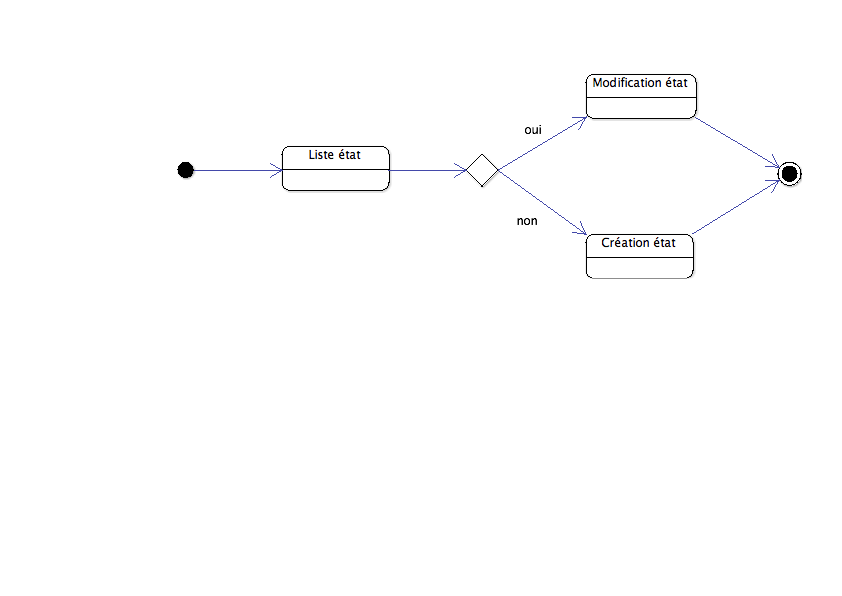 Modification état
oui
Liste état
non
Création état